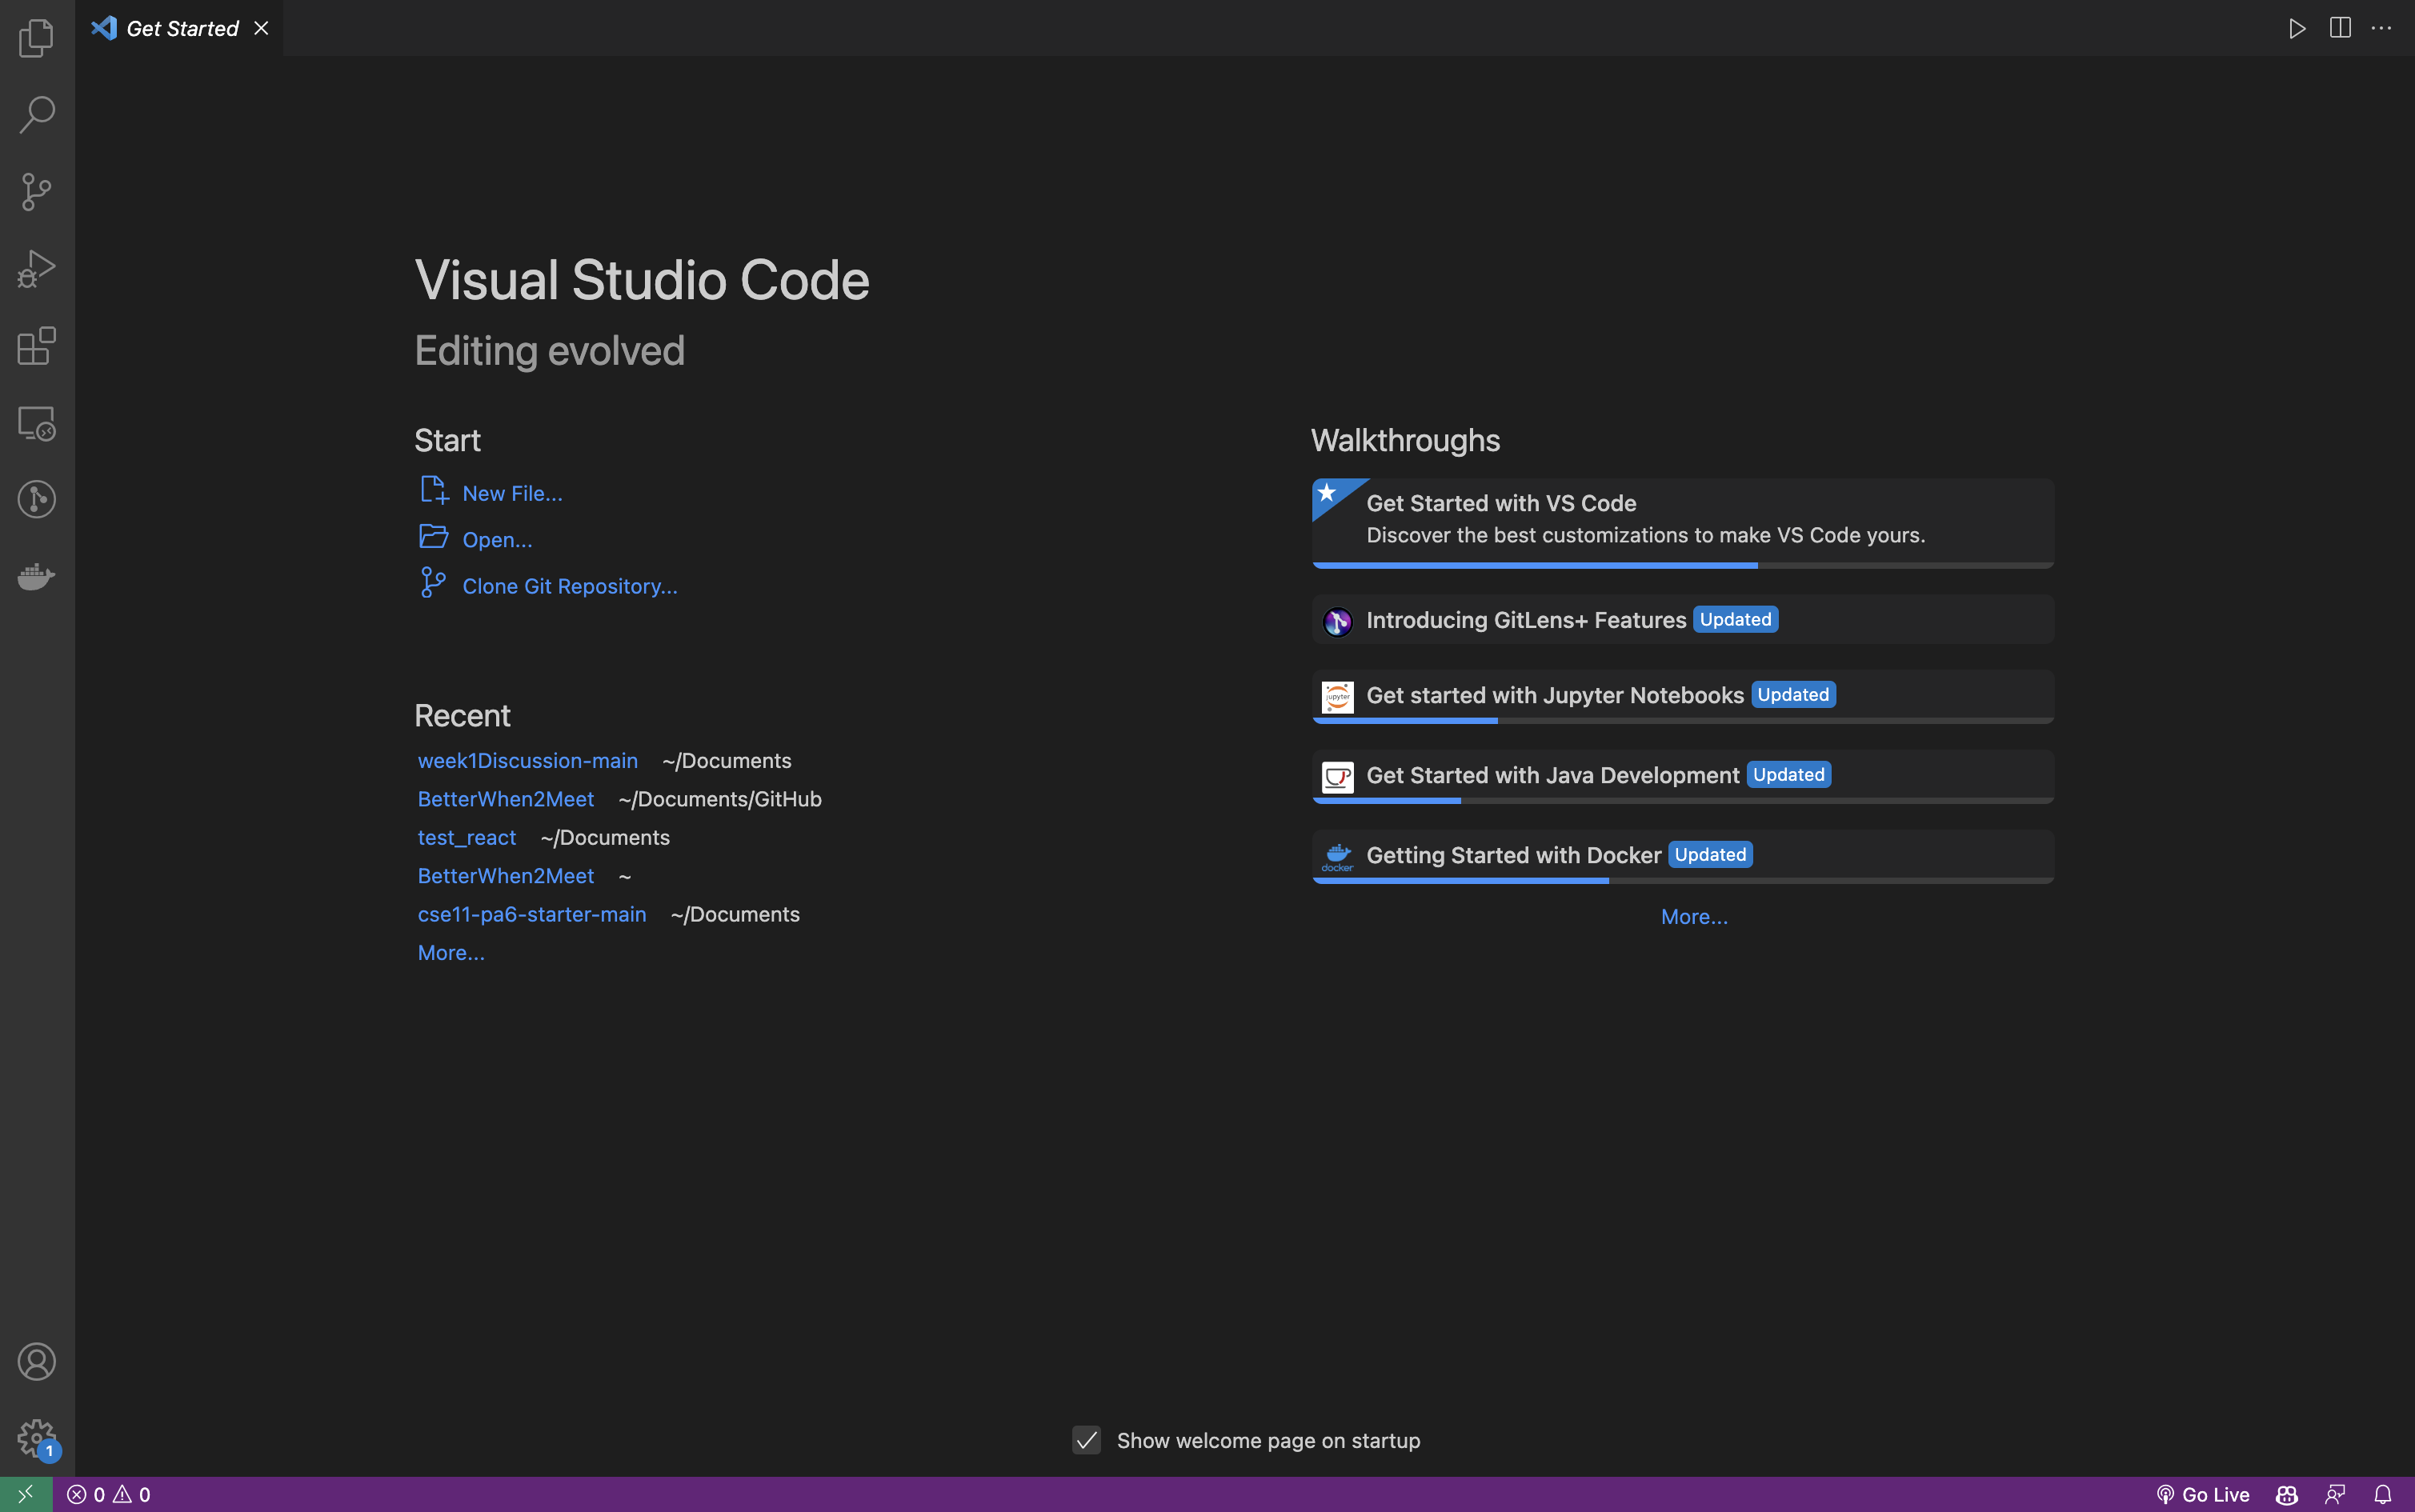 Get Started
Visual Studio Code
Editing evolved
Start
New File...
Open...
Clone Git Repository...
Recent
week1Discussion-main ~/Documents
BetterWhen2Meet ~/Documents/GitHub
test_react ~/Documents
BetterWhen2Meet ~
cse11-pa6-starter-main ~/Documents
More...
Walkthroughs
Get Started with VS Code
Discover the best customizations to make VS Code yours.
Introducing GitLens+ Features Updated
jupyter
Get started with Jupyter Notebooks Updated
Get Started with Java Development Updated
docker
Getting Started with Docker Updated
More...
Show welcome page on startup
1
0 0
Go Live